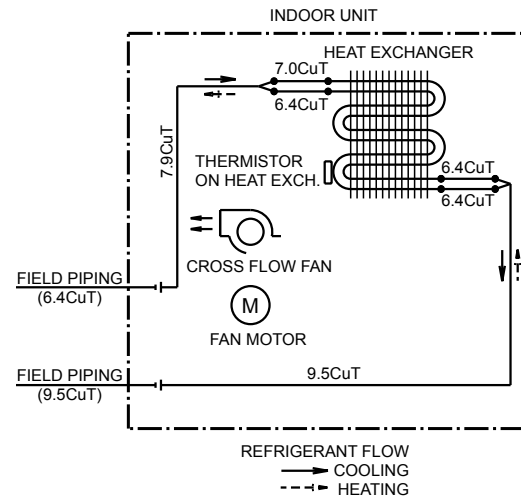 INDOOR UNIT
HEAT EXCHANGER
7.0CuT
6.4CuT
7.9CuT
THERMISTOR
ON HEAT EXCH.
6.4CuT
6.4CuT
CROSS FLOW FAN
FIELD PIPING
(6.4CuT)
M
FAN MOTOR
FIELD PIPING
(9.5CuT)
9.5CuT
REFRIGERANT FLOW
COOLING
HEATING